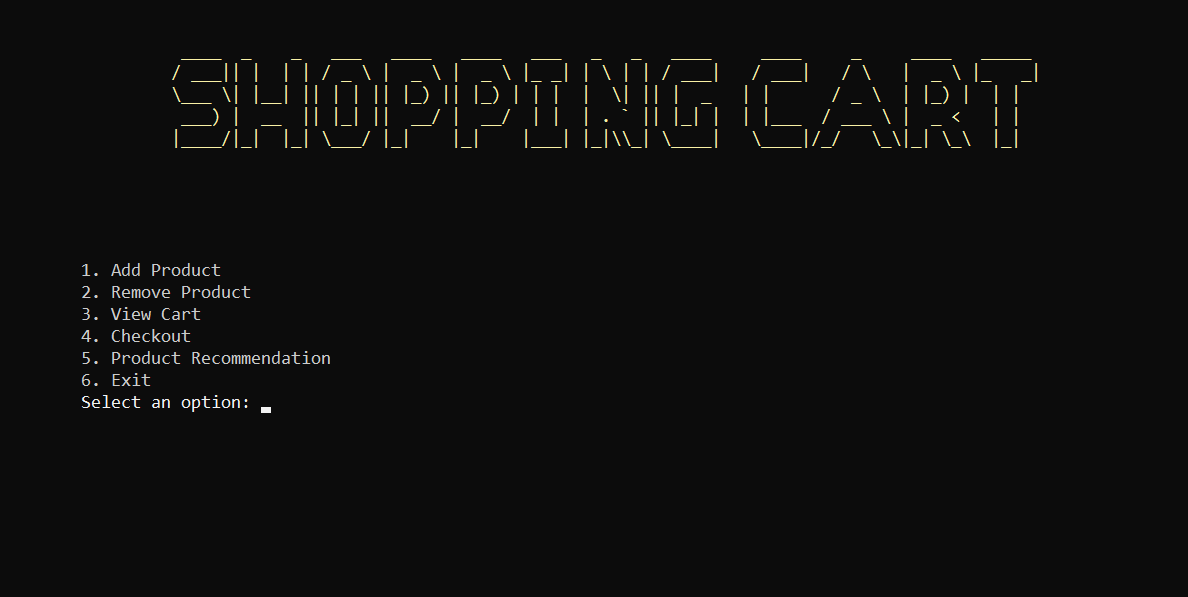 SHOPPING CART
1. Add Product
2. Remove Product
3. View Cart
4. Checkout
5. Product Recommendation
6. Exit
Select an option: